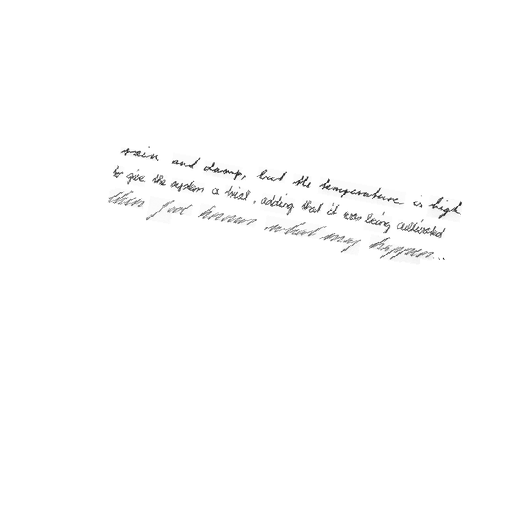 rain and damp, but the temperature is high
to give the system a trial, adding that it was being cultivated
then God knows what may happen...